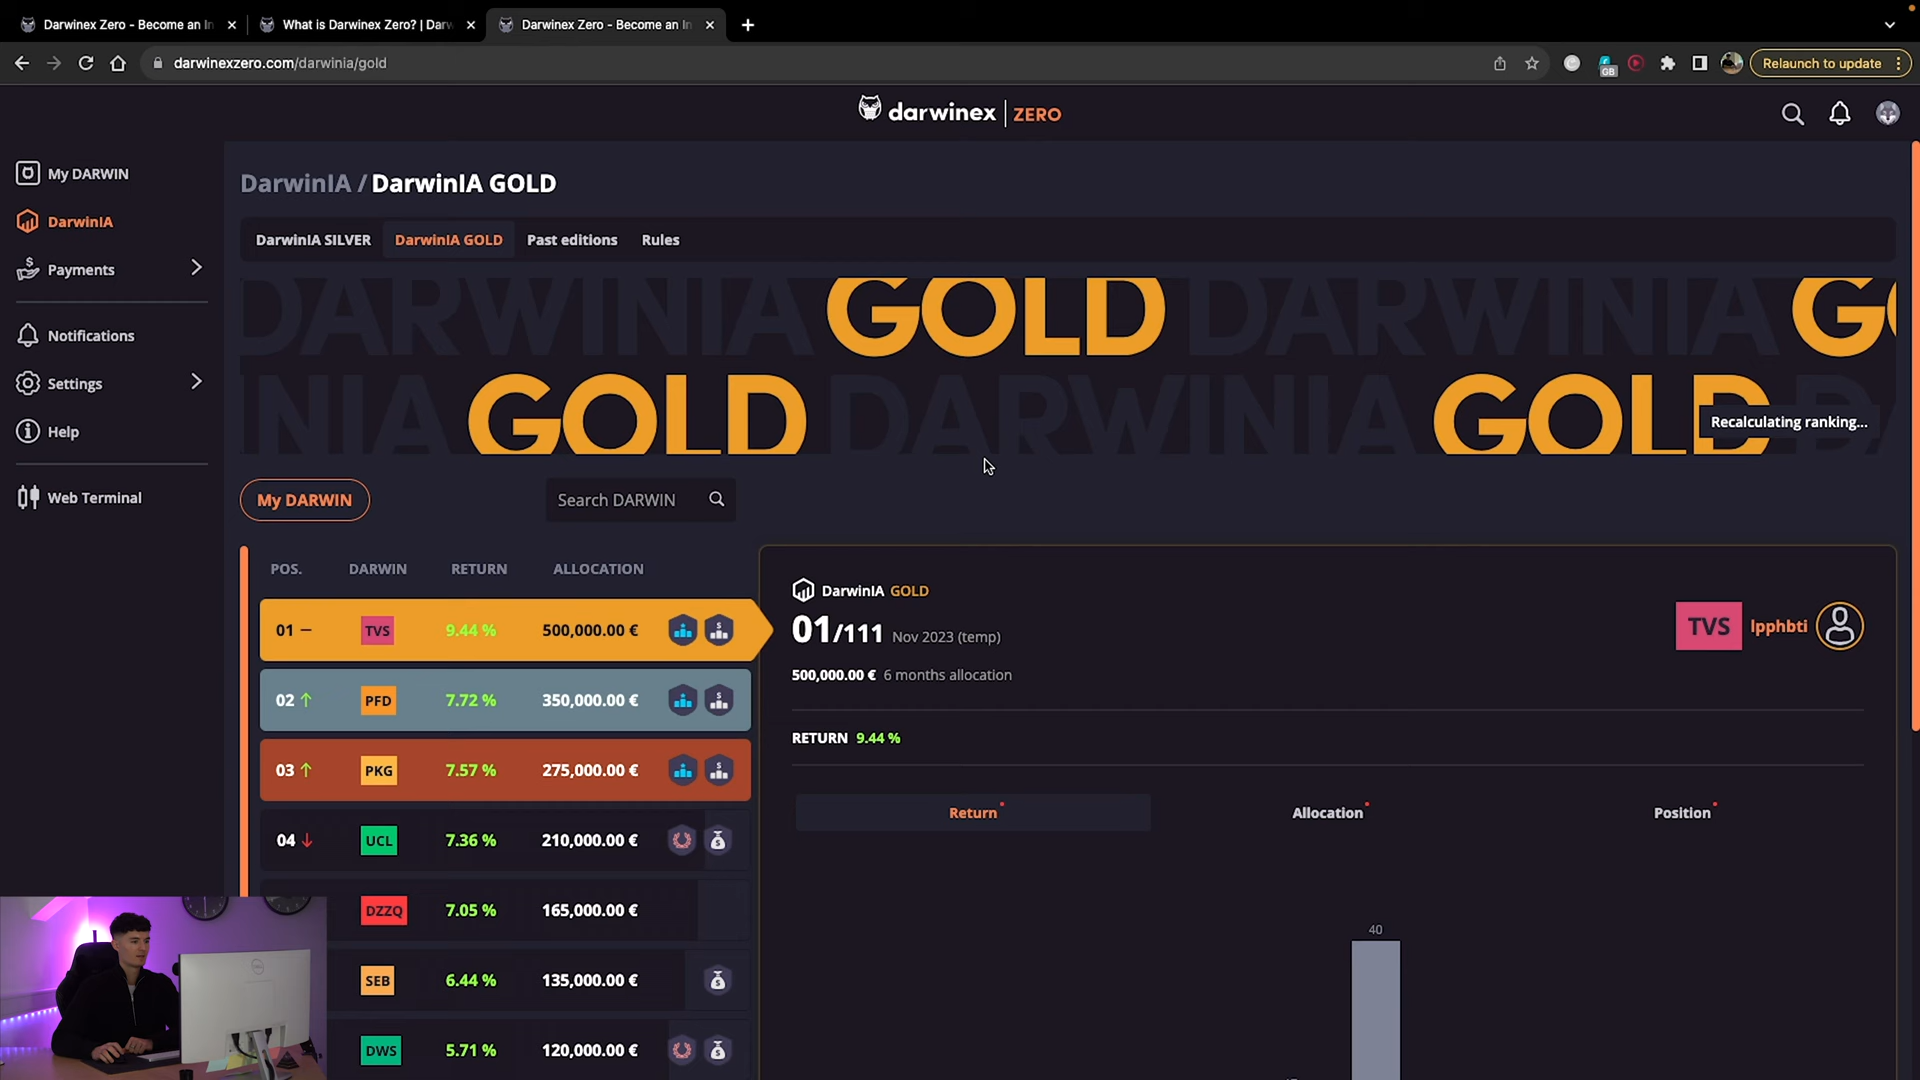 Darwinex Zero - Become an In
What is Darwinex Zero? | Darw
Darwinex Zero - Become an In
darwinexzero.com/darwinia/gold
GB
Relaunch to update
darwinex | ZERO
My DARWIN
DarwinIA
Payments
Notifications
Settings
Help
Web Terminal
DarwinIA / DarwinIA GOLD
DarwinIA SILVER
DarwinIA GOLD
Past editions
Rules
DARWINIA GOLD DARWINIA GO
INIA GOLD DARWINIA GOLD DA
Recalculating ranking...
My DARWIN
Search DARWIN
POS. DARWIN RETURN ALLOCATION
01 – TVS 9.44 % 500,000.00 €
02 ↑ PFD 7.72 % 350,000.00 €
03 ↑ PKG 7.57 % 275,000.00 €
04 ↓ UCL 7.36 % 210,000.00 €
DZZQ 7.05 % 165,000.00 €
SEB 6.44 % 135,000.00 €
DWS 5.71 % 120,000.00 €
DarwinIA GOLD
01/111 Nov 2023 (temp)
500,000.00 € 6 months allocation
TVS lpphbti
RETURN 9.44 %
Return
Allocation
Position
40